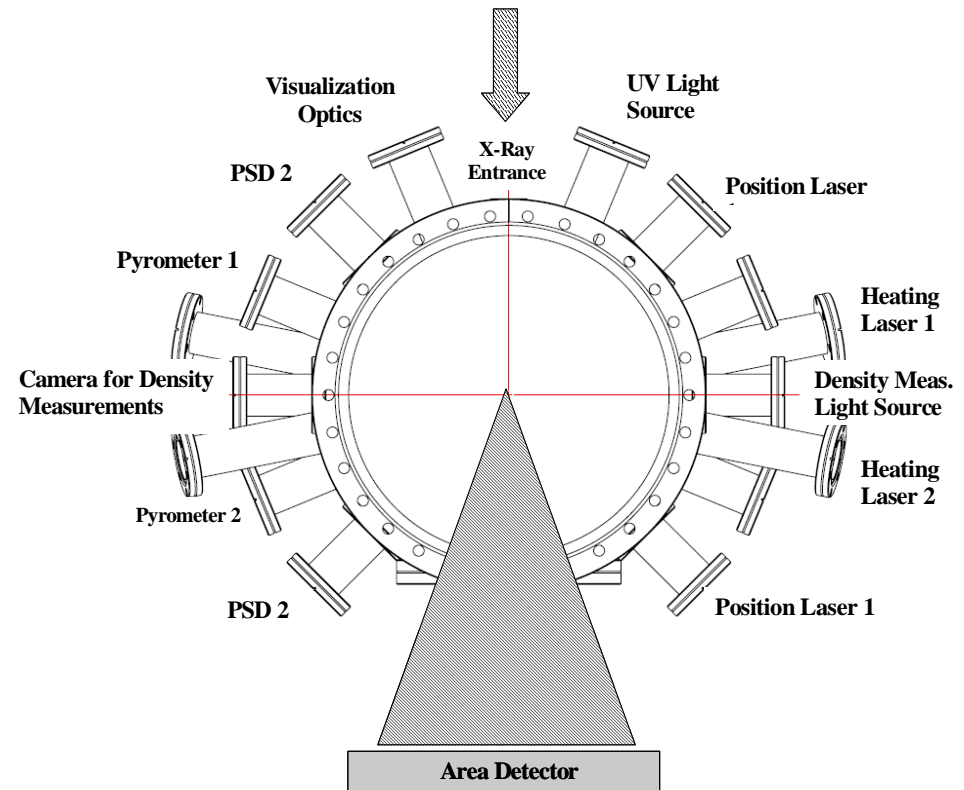 Visualization
Optics
UV Light
Source
X-Ray
Entrance
PSD 2
Position Laser
Pyrometer 1
Heating
Laser 1
Camera for Density
Measurements
Density Meas.
Light Source
Heating
Laser 2
Pyrometer 2
PSD 2
Position Laser 1
Area Detector